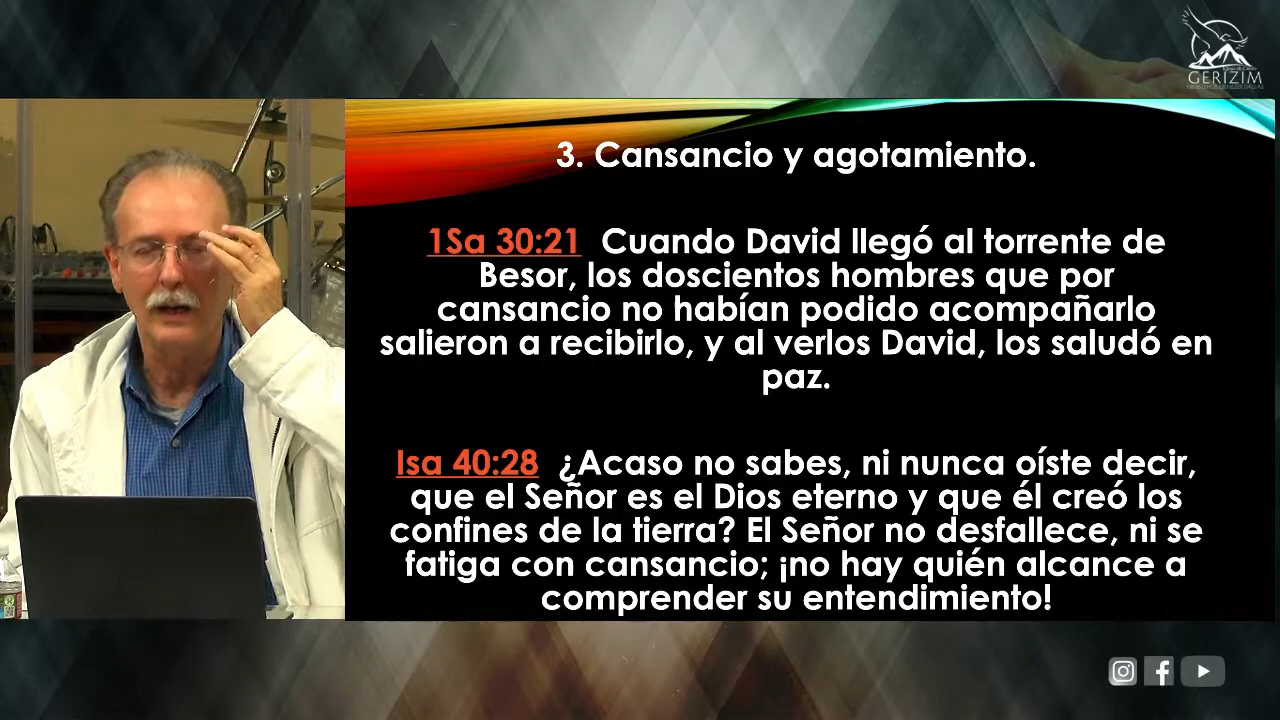 GERIZIM
3. Cansancio y agotamiento.
1Sa 30:21 Cuando David llegó al torrente de
Besor, los doscientos hombres que por
cansancio no habían podido acompañarlo
salieron a recibirlo, y al verlos David, los saludó en
paz.
Isa 40:28 ¿Acaso no sabes, ni nunca oíste decir,
que el Señor es el Dios eterno y que él creó los
confines de la tierra? El Señor no desfallece, ni se
fatiga con cansancio; ¡no hay quién alcance a
comprender su entendimiento!